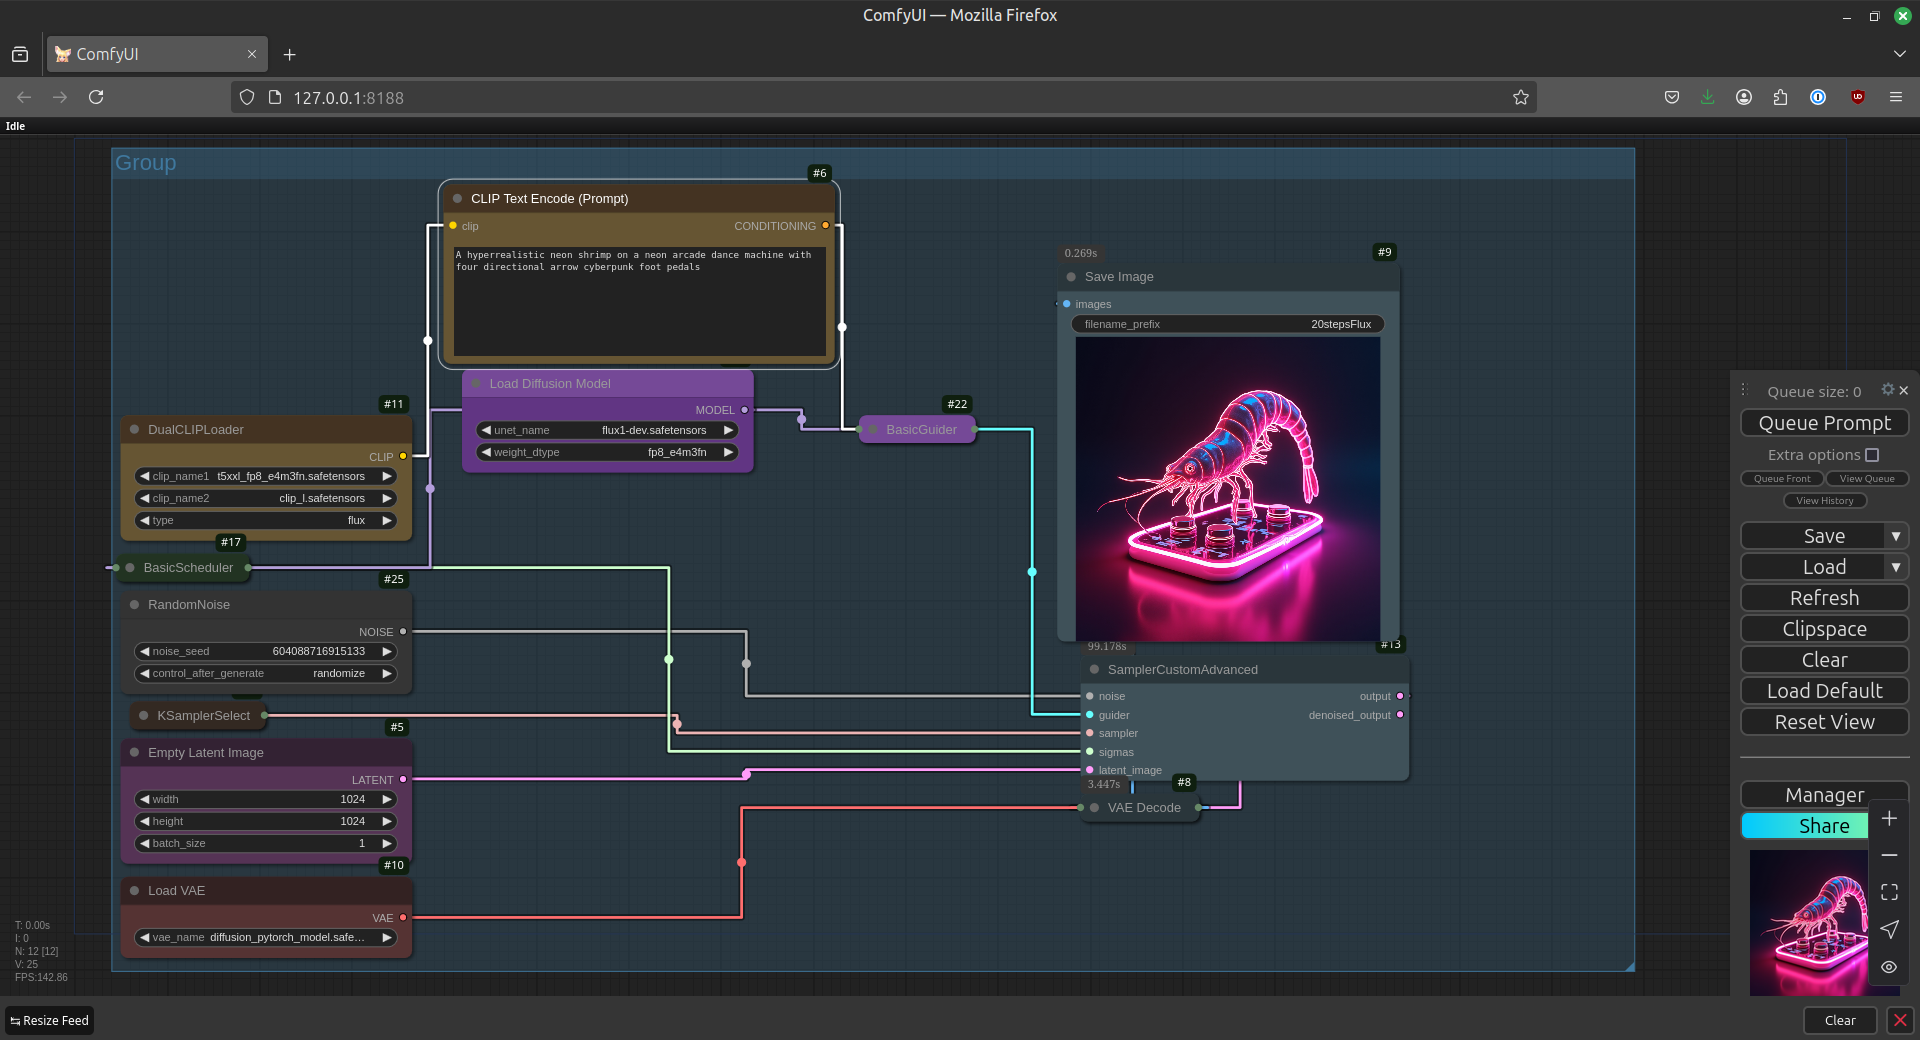 ComfyUI — Mozilla Firefox
ComfyUI
127.0.0.1:8188
Idle
Group
#6
CLIP Text Encode (Prompt)
clip
CONDITIONING
A hyperrealistic neon shrimp on a neon arcade dance machine with
four directional arrow cyberpunk foot pedals
Load Diffusion Model
MODEL
unet_name flux1-dev.safetensors
weight_dtype fp8_e4m3fn
#22
BasicGuider
#11
DualCLIPLoader
CLIP
clip_name1 t5xxl_fp8_e4m3fn.safetensors
clip_name2 clip_l.safetensors
type flux
#17
BasicScheduler
#25
RandomNoise
NOISE
noise_seed 604088716915133
control_after_generate randomize
KSamplerSelect
#5
Empty Latent Image
LATENT
width 1024
height 1024
batch_size 1
#10
Load VAE
VAE
vae_name diffusion_pytorch_model.safe...
0.269s
#9
Save Image
images
filename_prefix 20stepsFlux
99.178s
#13
SamplerCustomAdvanced
noise output
guider denoised_output
sampler
sigmas
latent_image
3.447s
#8
VAE Decode
T: 0.00s
I: 0
N: 12 [12]
V: 25
FPS:142.86
Queue size: 0
Queue Prompt
Extra options
Queue Front View Queue
View History
Save
Load
Refresh
Clipspace
Clear
Load Default
Reset View
Manager
Share
Resize Feed
Clear